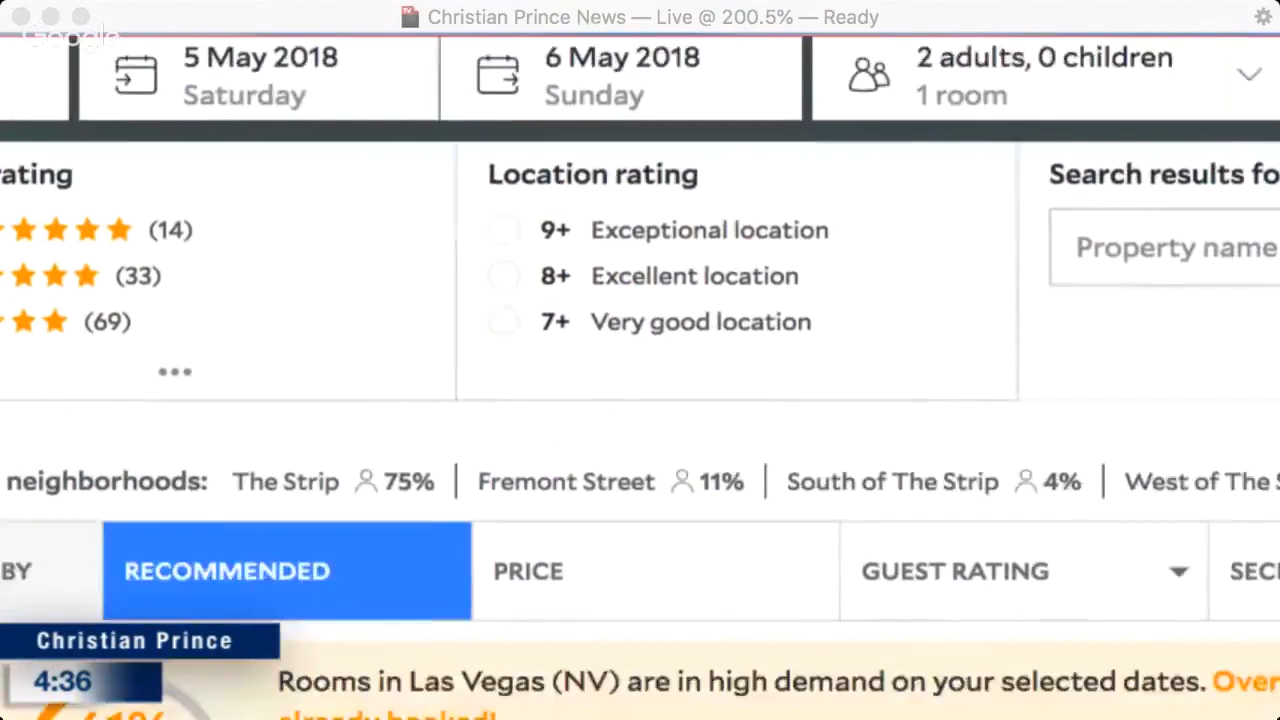 Christian Prince News — Live @ 200.5% — Ready
Google
5 May 2018
Saturday
6 May 2018
Sunday
2 adults, 0 children
1 room
rating
(14)
(33)
(69)
Location rating
9+ Exceptional location
8+ Excellent location
7+ Very good location
Search results fo
Property name
neighborhoods: The Strip 75% | Fremont Street 11% | South of The Strip 4% | West of The S
BY
RECOMMENDED
PRICE
GUEST RATING
SEC
Christian Prince
4:36
Rooms in Las Vegas (NV) are in high demand on your selected dates. Over
already booked!